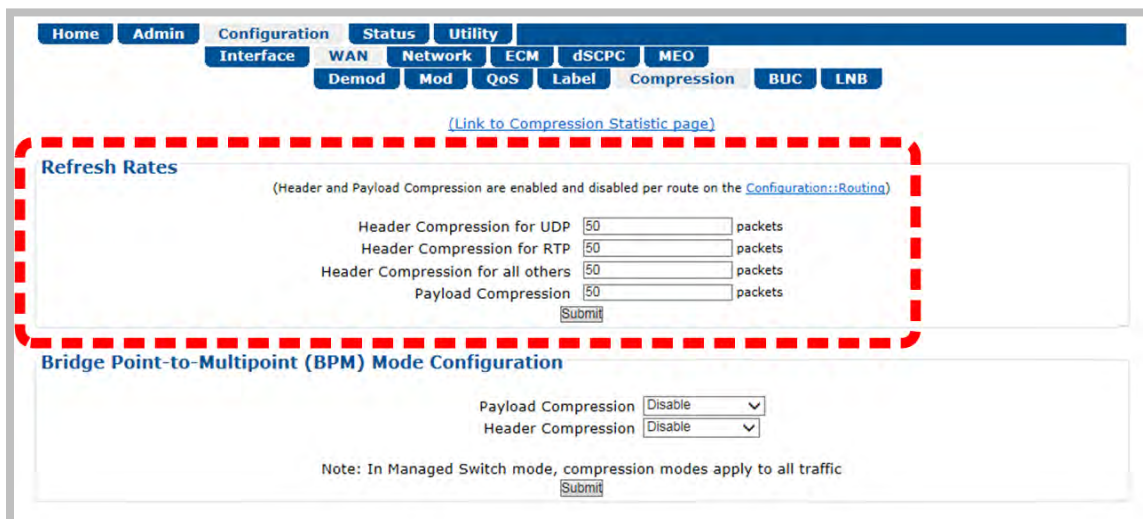 Home Admin Configuration Status Utility
Interface WAN Network ECM dSCPC MEO
Demod Mod QoS Label Compression BUC LNB
(Link to Compression Statistic page)
Refresh Rates
(Header and Payload Compression are enabled and disabled per route on the Configuration::Routing)
Header Compression for UDP 50 packets
Header Compression for RTP 50 packets
Header Compression for all others 50 packets
Payload Compression 50 packets
Submit
Bridge Point-to-Multipoint (BPM) Mode Configuration
Payload Compression Disable
Header Compression Disable
Note: In Managed Switch mode, compression modes apply to all traffic
Submit